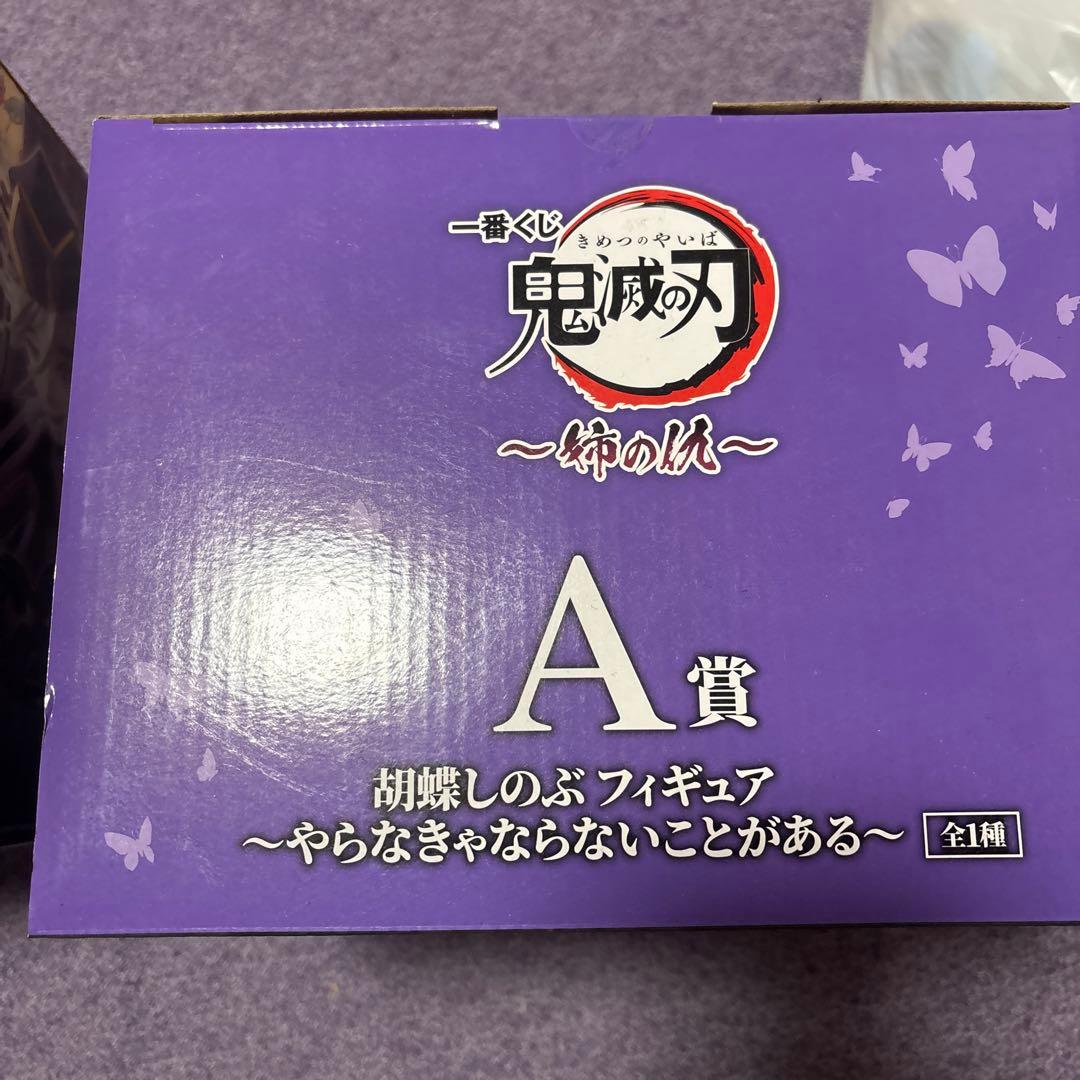 一番くじ
きめつのやいば
鬼滅の刃
～姉の仇～
A賞
胡蝶しのぶ フィギュア
～やらなきゃならないことがある～
全1種